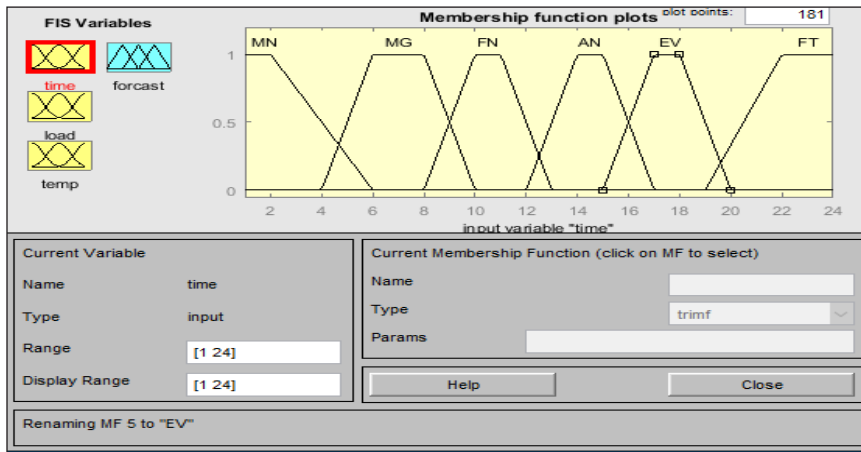 FIS Variables
Membership function plots
plot points:
181
time
forcast
load
temp
MN MG FN AN EV FT
1
0.5
0
2 4 6 8 10 12 14 16 18 20 22 24
input variable "time"
Current Variable
Name time
Type input
Range [1 24]
Display Range [1 24]
Current Membership Function (click on MF to select)
Name
Type trimf
Params
Help
Close
Renaming MF 5 to "EV"